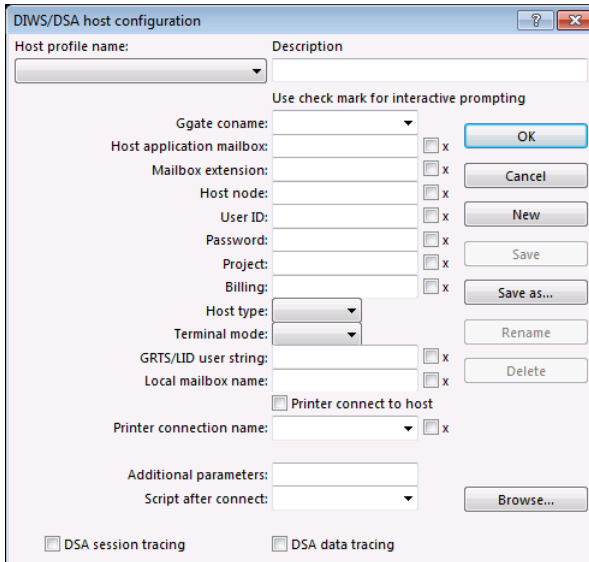 DIWS/DSA host configuration
?
Host profile name: Description
Use check mark for interactive prompting
Ggate coname:
OK
Host application mailbox: x
Mailbox extension: x
Cancel
Host node: x
User ID: x
New
Password: x
Project: x
Save
Billing: x
Save as...
Host type:
Terminal mode:
Rename
GRTS/LID user string: x
Delete
Local mailbox name: x
Printer connect to host
Printer connection name: x
Additional parameters:
Script after connect:
Browse...
DSA session tracing DSA data tracing